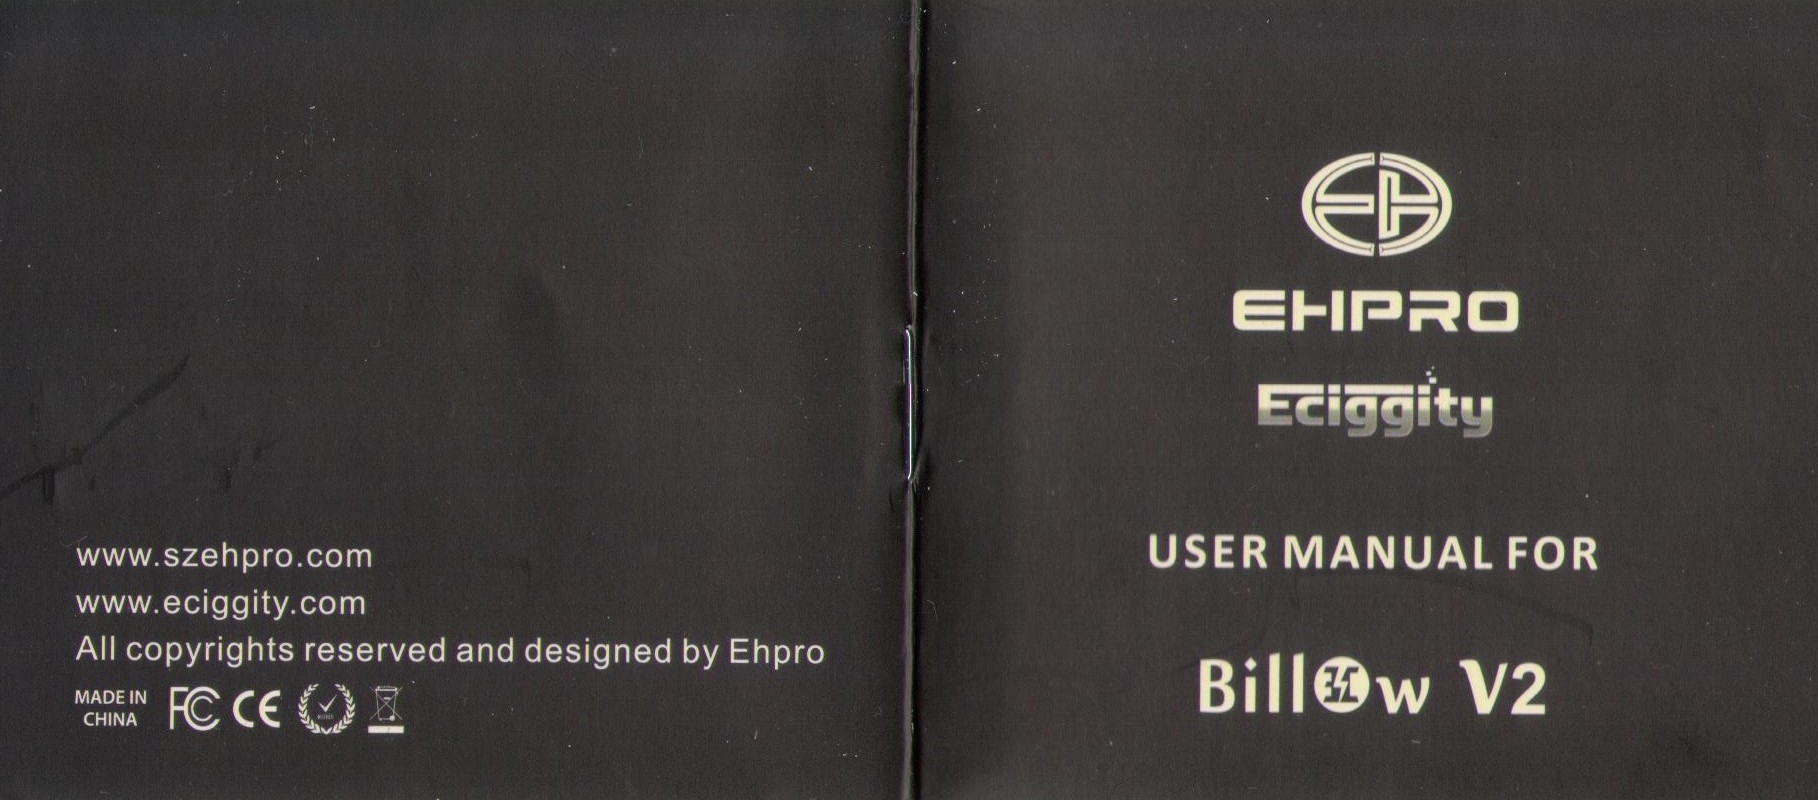 www.szehpro.com
www.eciggity.com
All copyrights reserved and designed by Ehpro
MADE IN
CHINA
FC CE
EHPRO
Eciggity
USER MANUAL FOR
Billow V2